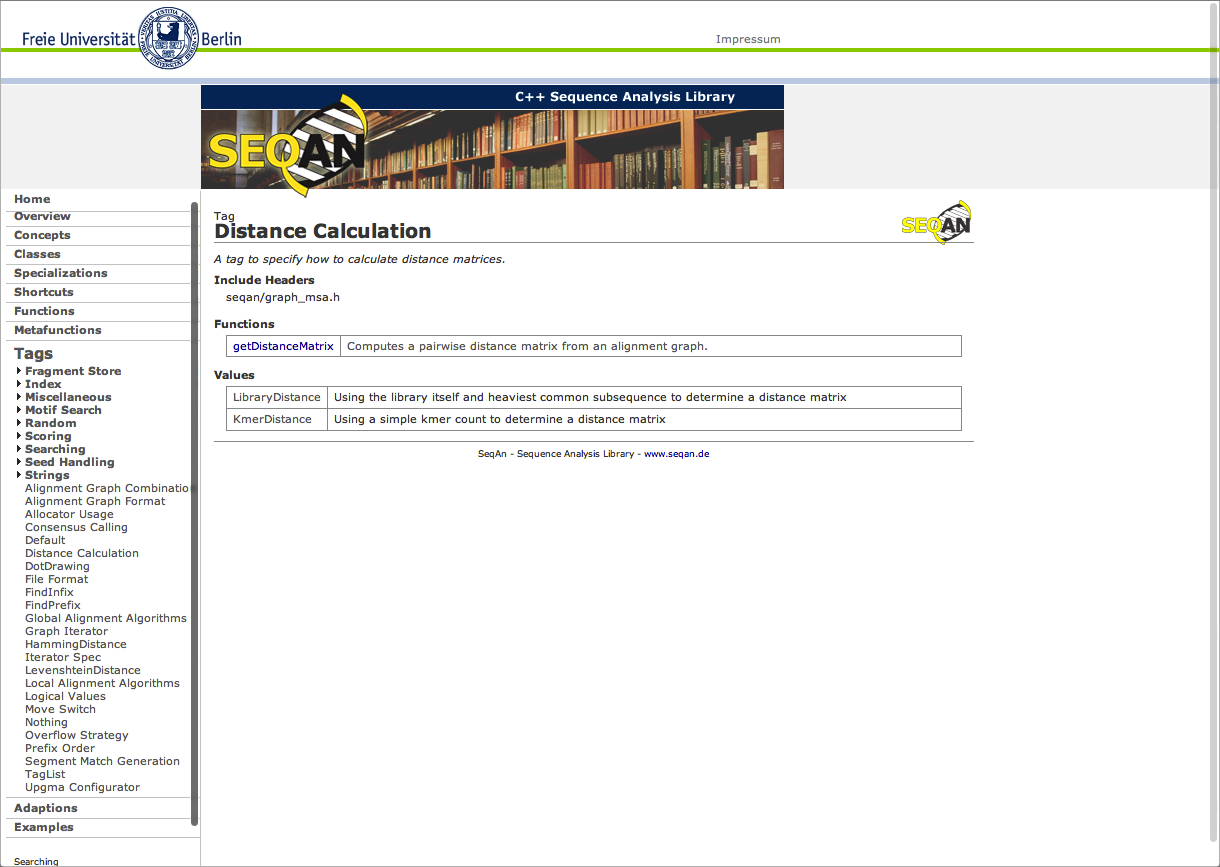 Freie Universität Berlin
Impressum
C++ Sequence Analysis Library
SEQAN
Home
Overview
Concepts
Classes
Specializations
Shortcuts
Functions
Metafunctions
Tags
Fragment Store
Index
Miscellaneous
Motif Search
Random
Scoring
Searching
Seed Handling
Strings
Alignment Graph Combinatio
Alignment Graph Format
Allocator Usage
Consensus Calling
Default
Distance Calculation
DotDrawing
File Format
FindInfix
FindPrefix
Global Alignment Algorithms
Graph Iterator
HammingDistance
Iterator Spec
LevenshteinDistance
Local Alignment Algorithms
Logical Values
Move Switch
Nothing
Overflow Strategy
Prefix Order
Segment Match Generation
TagList
Upgma Configurator
Adaptions
Examples
Searching
Tag
Distance Calculation
SEQAN
A tag to specify how to calculate distance matrices.
Include Headers
seqan/graph_msa.h
Functions
getDistanceMatrix Computes a pairwise distance matrix from an alignment graph.
Values
LibraryDistance Using the library itself and heaviest common subsequence to determine a distance matrix
KmerDistance Using a simple kmer count to determine a distance matrix
SeqAn - Sequence Analysis Library - www.seqan.de